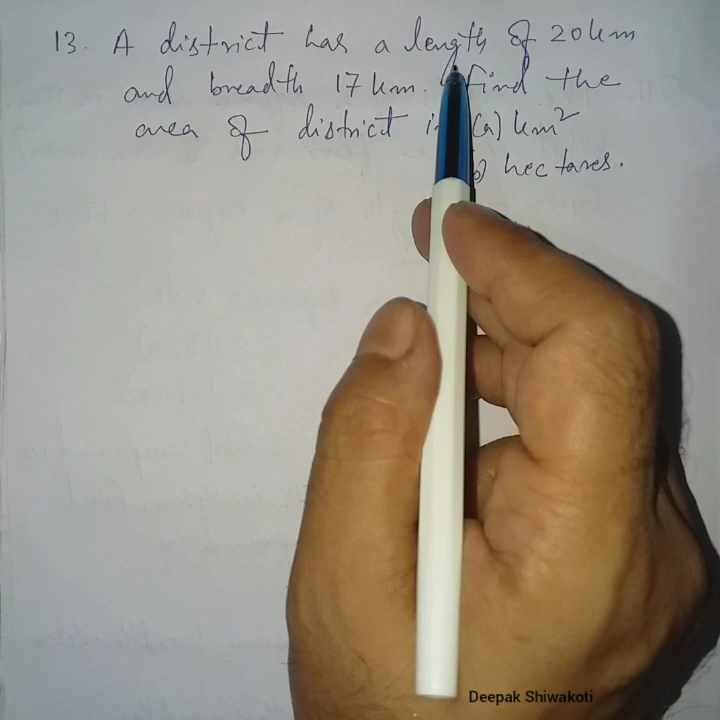 13. A district has a length of 20km
and breadth 17 km. find the
area of district (a) km²
b) hectares.
Deepak Shiwakoti